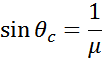 sin θ_c = 1/μ